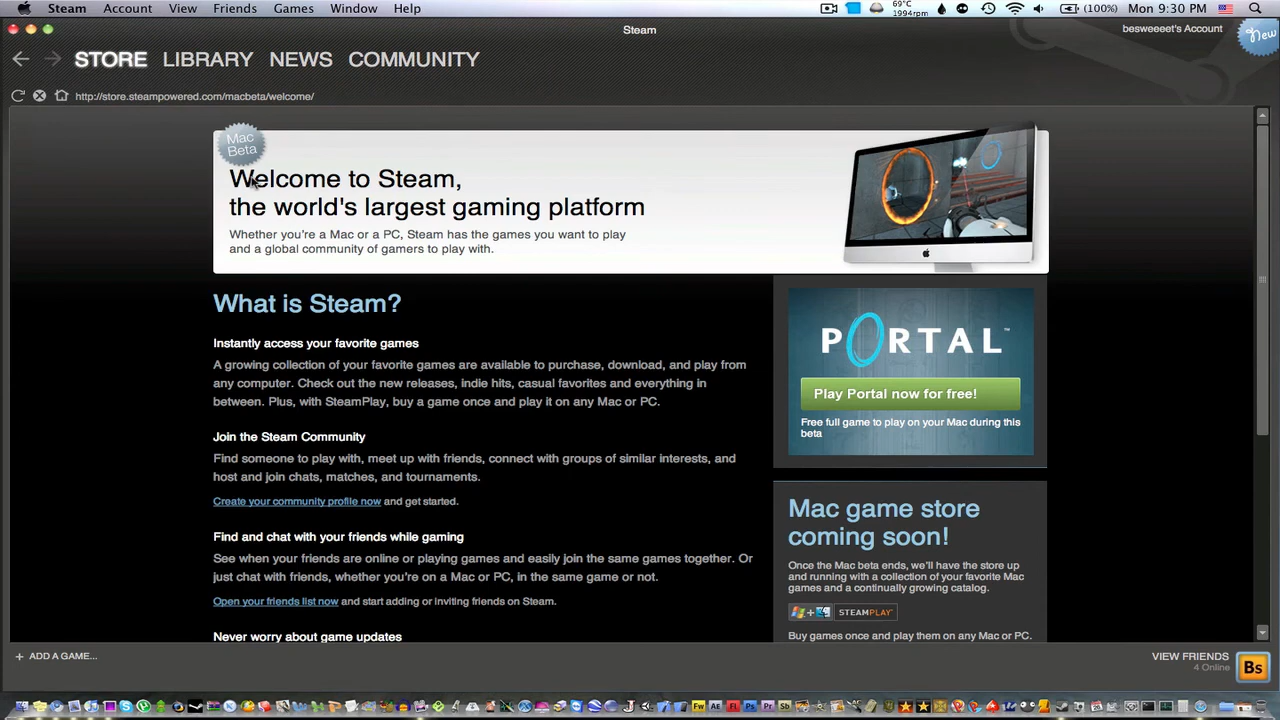 Steam Account View Friends Games Window Help 69°C 1994rpm (100%) Mon 9:30 PM
Steam
besweeeet's Account
New
STORE LIBRARY NEWS COMMUNITY
http://store.steampowered.com/macbeta/welcome/
Mac
Beta
Welcome to Steam,
the world's largest gaming platform
Whether you're a Mac or a PC, Steam has the games you want to play
and a global community of gamers to play with.
What is Steam?
Instantly access your favorite games
A growing collection of your favorite games are available to purchase, download, and play from
any computer. Check out the new releases, indie hits, casual favorites and everything in
between. Plus, with SteamPlay, buy a game once and play it on any Mac or PC.
Join the Steam Community
Find someone to play with, meet up with friends, connect with groups of similar interests, and
host and join chats, matches, and tournaments.
Create your community profile now and get started.
Find and chat with your friends while gaming
See when your friends are online or playing games and easily join the same games together. Or
just chat with friends, whether you're on a Mac or PC, in the same game or not.
Open your friends list now and start adding or inviting friends on Steam.
Never worry about game updates
PORTAL™
Play Portal now for free!
Free full game to play on your Mac during this
beta
Mac game store
coming soon!
Once the Mac beta ends, we'll have the store up
and running with a collection of your favorite Mac
games and a continually growing catalog.
+ STEAMPLAY™
Buy games once and play them on any Mac or PC.
+ ADD A GAME...
VIEW FRIENDS
4 Online
Bs
Fw AE Fl Ps Pr Sb